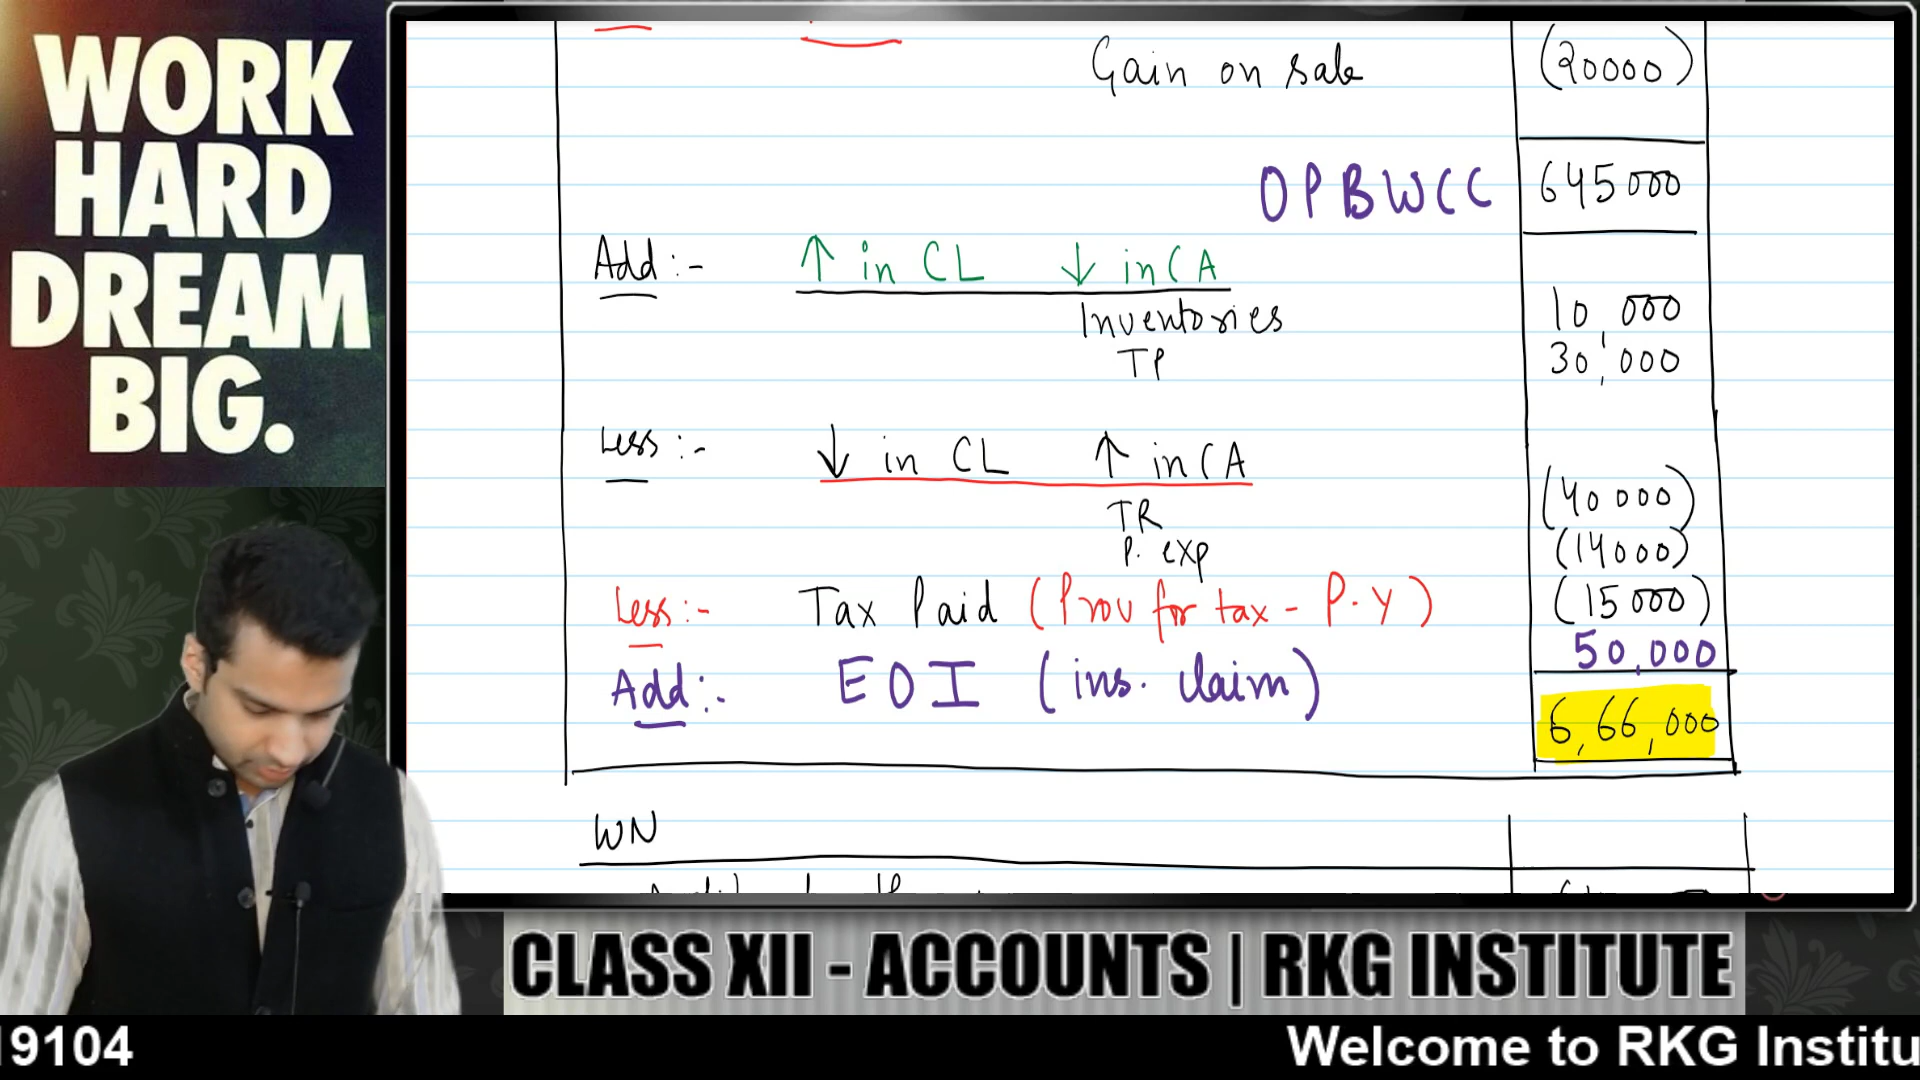 WORK
HARD
DREAM
BIG.
Gain on sale (20000)
OPBWCC 645000
Add :- ↑ in CL ↓ in CA
Inventories 10,000
TP 30,000
Less :- ↓ in CL ↑ in CA
TR (40000)
P. exp (14000)
Less :- Tax Paid (Prov for tax - P.Y) (15000)
Add :- EOI (ins. claim) 50,000
6,66,000
WN
CLASS XII - ACCOUNTS | RKG INSTITUTE
19104 Welcome to RKG Institu